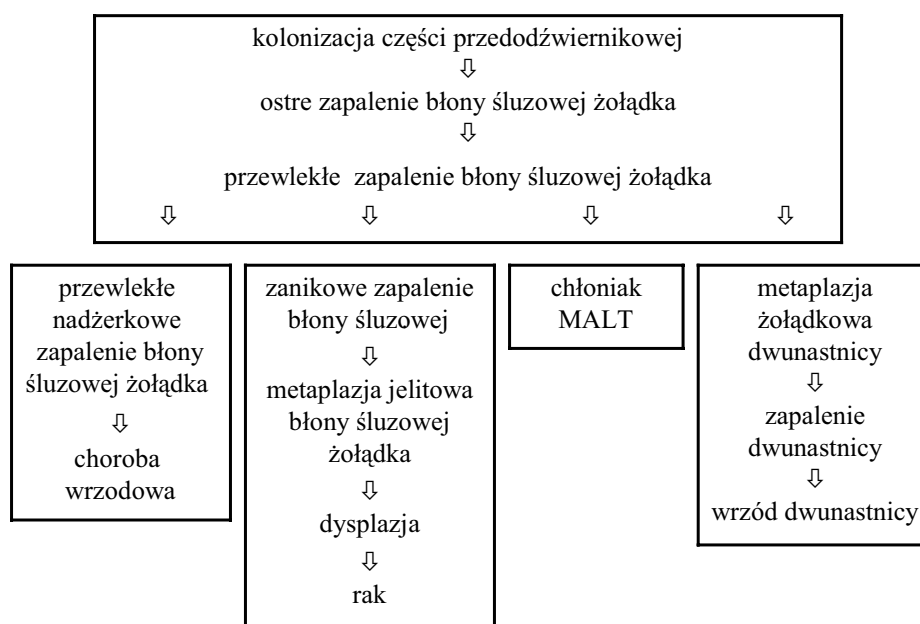 kolonizacja części przedodźwiernikowej
⇩
ostre zapalenie błony śluzowej żołądka
⇩
przewlekłe zapalenie błony śluzowej żołądka
⇩ ⇩ ⇩ ⇩
przewlekłe
nadżerkowe
zapalenie błony
śluzowej żołądka
⇩
choroba
wrzodowa
zanikowe zapalenie
błony śluzowej
⇩
metaplazja jelitowa
błony śluzowej
żołądka
⇩
dysplazja
⇩
rak
chłoniak
MALT
metaplazja
żołądkowa
dwunastnicy
⇩
zapalenie
dwunastnicy
⇩
wrzód dwunastnicy